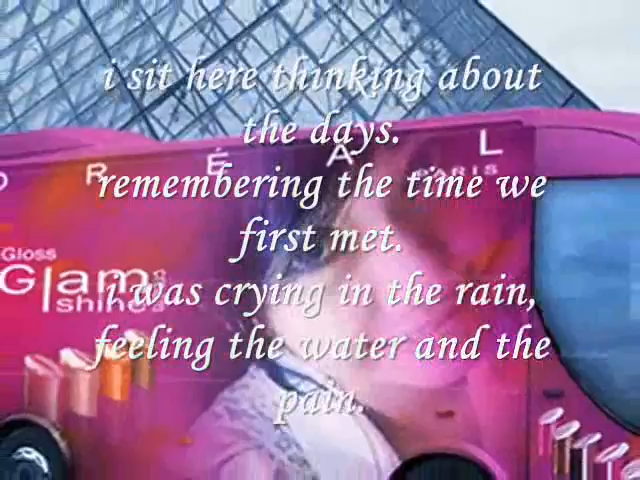 i sit here thinking about
the days.
O R É A L
PARIS
remembering the time we
first met.
Gloss
Glam
shine
i was crying in the rain,
feeling the water and the
pain.